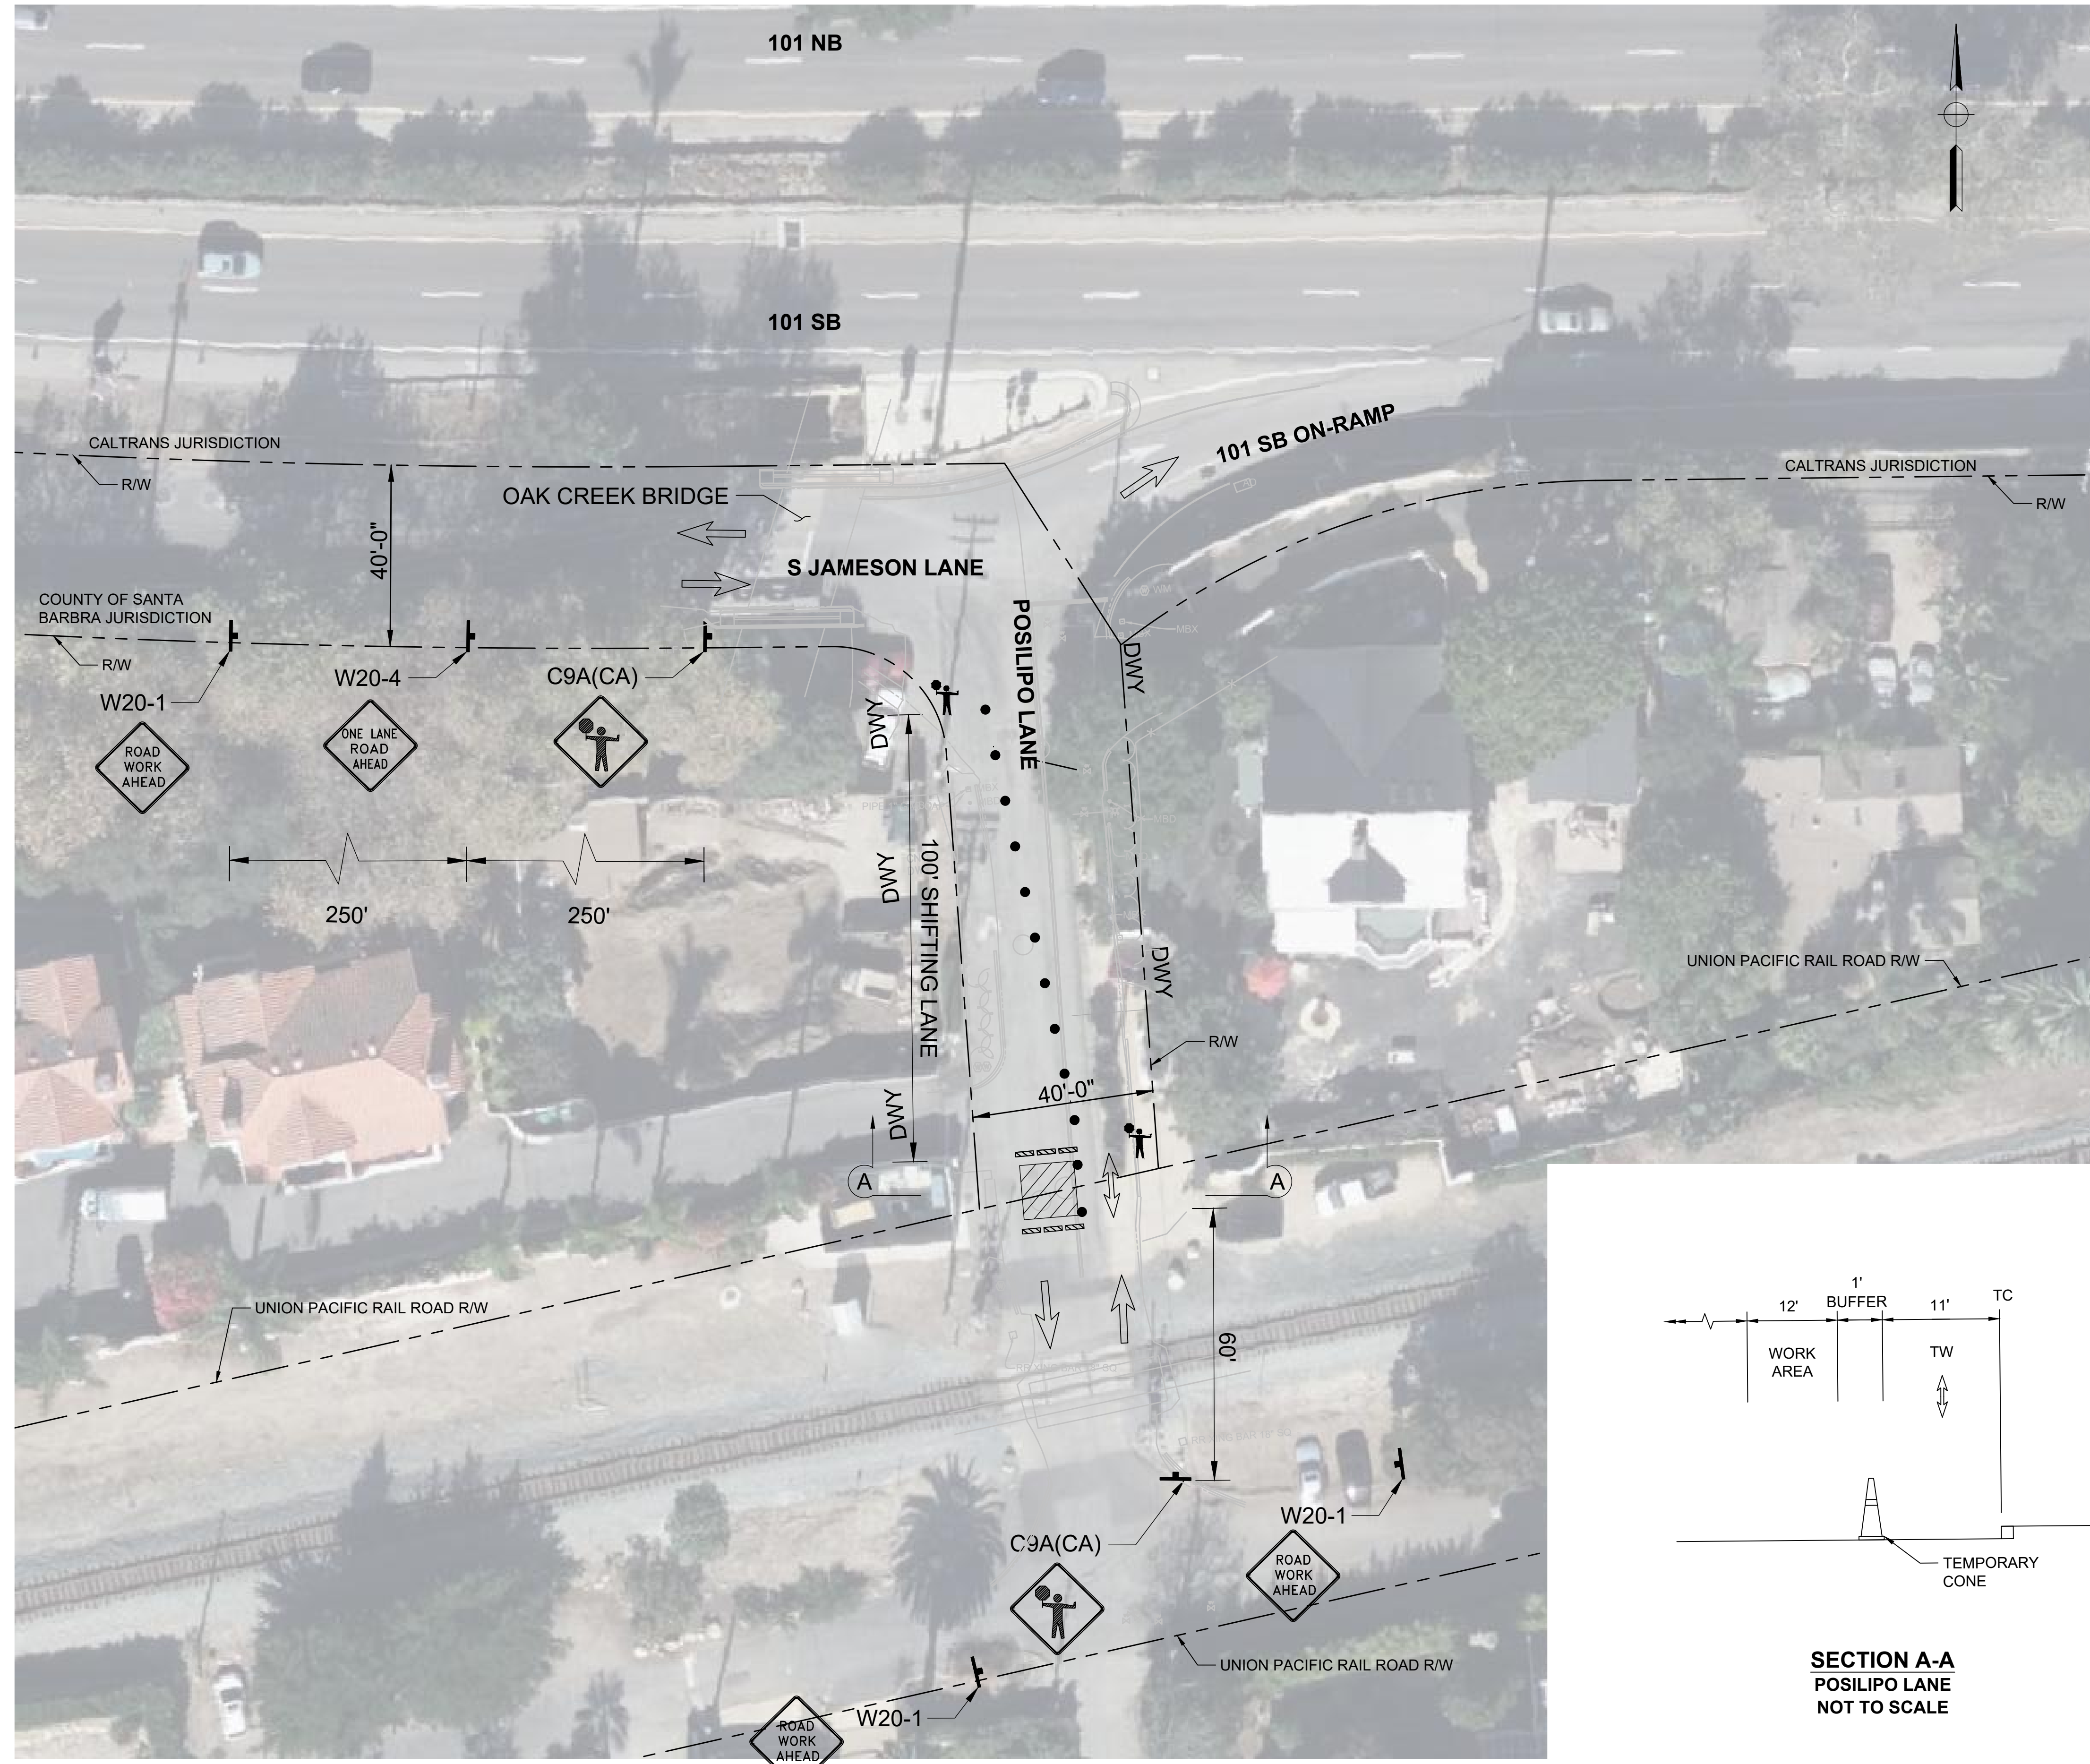 101 NB
101 SB
101 SB ON-RAMP
CALTRANS JURISDICTION
R/W
OAK CREEK BRIDGE
CALTRANS JURISDICTION
R/W
40'-0"
S JAMESON LANE
COUNTY OF SANTA
BARBRA JURISDICTION
R/W
W20-1
W20-4
C9A(CA)
ROAD
WORK
AHEAD
ONE LANE
ROAD
AHEAD
250'
250'
POSILIPO LANE
DWY
DWY
WM
MBX
MBD
DWY
DWY
DWY
100' SHIFTING LANE
R/W
40'-0"
UNION PACIFIC RAIL ROAD R/W
A
A
UNION PACIFIC RAIL ROAD R/W
60'
C9A(CA)
W20-1
ROAD
WORK
AHEAD
UNION PACIFIC RAIL ROAD R/W
W20-1
ROAD
WORK
AHEAD
12'
1'
BUFFER
11'
TC
WORK
AREA
TW
TEMPORARY
CONE
SECTION A-A
POSILIPO LANE
NOT TO SCALE